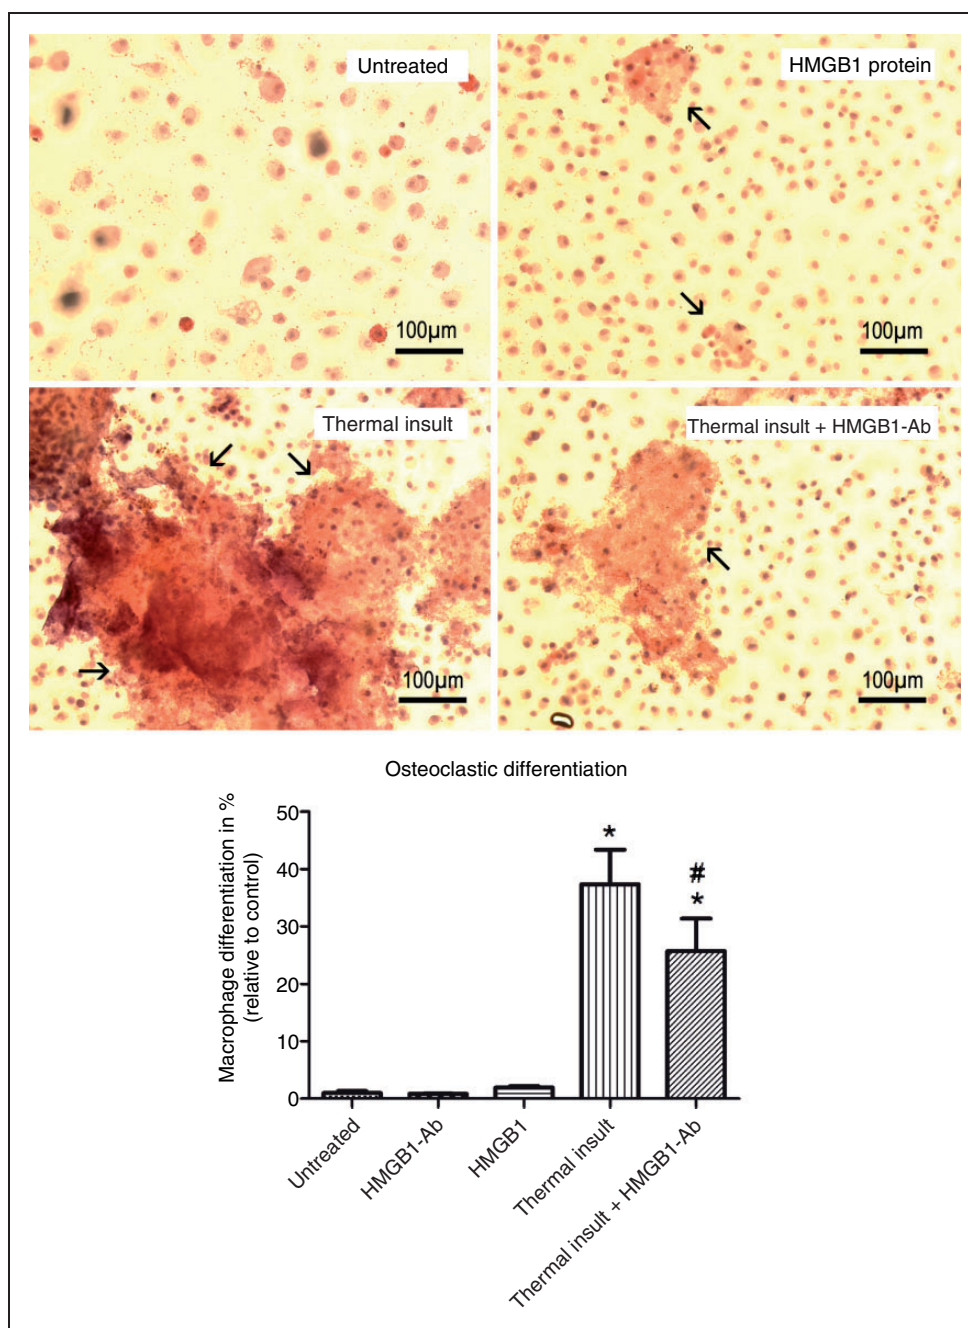 Untreated
100µm
HMGB1 protein
100µm
Thermal insult
100µm
Thermal insult + HMGB1-Ab
100µm
0
Osteoclastic differentiation
Macrophage differentiation in %
(relative to control)
50
40
30
20
10
0
*
#
*
Untreated
HMGB1-Ab
HMGB1
Thermal insult
Thermal insult + HMGB1-Ab